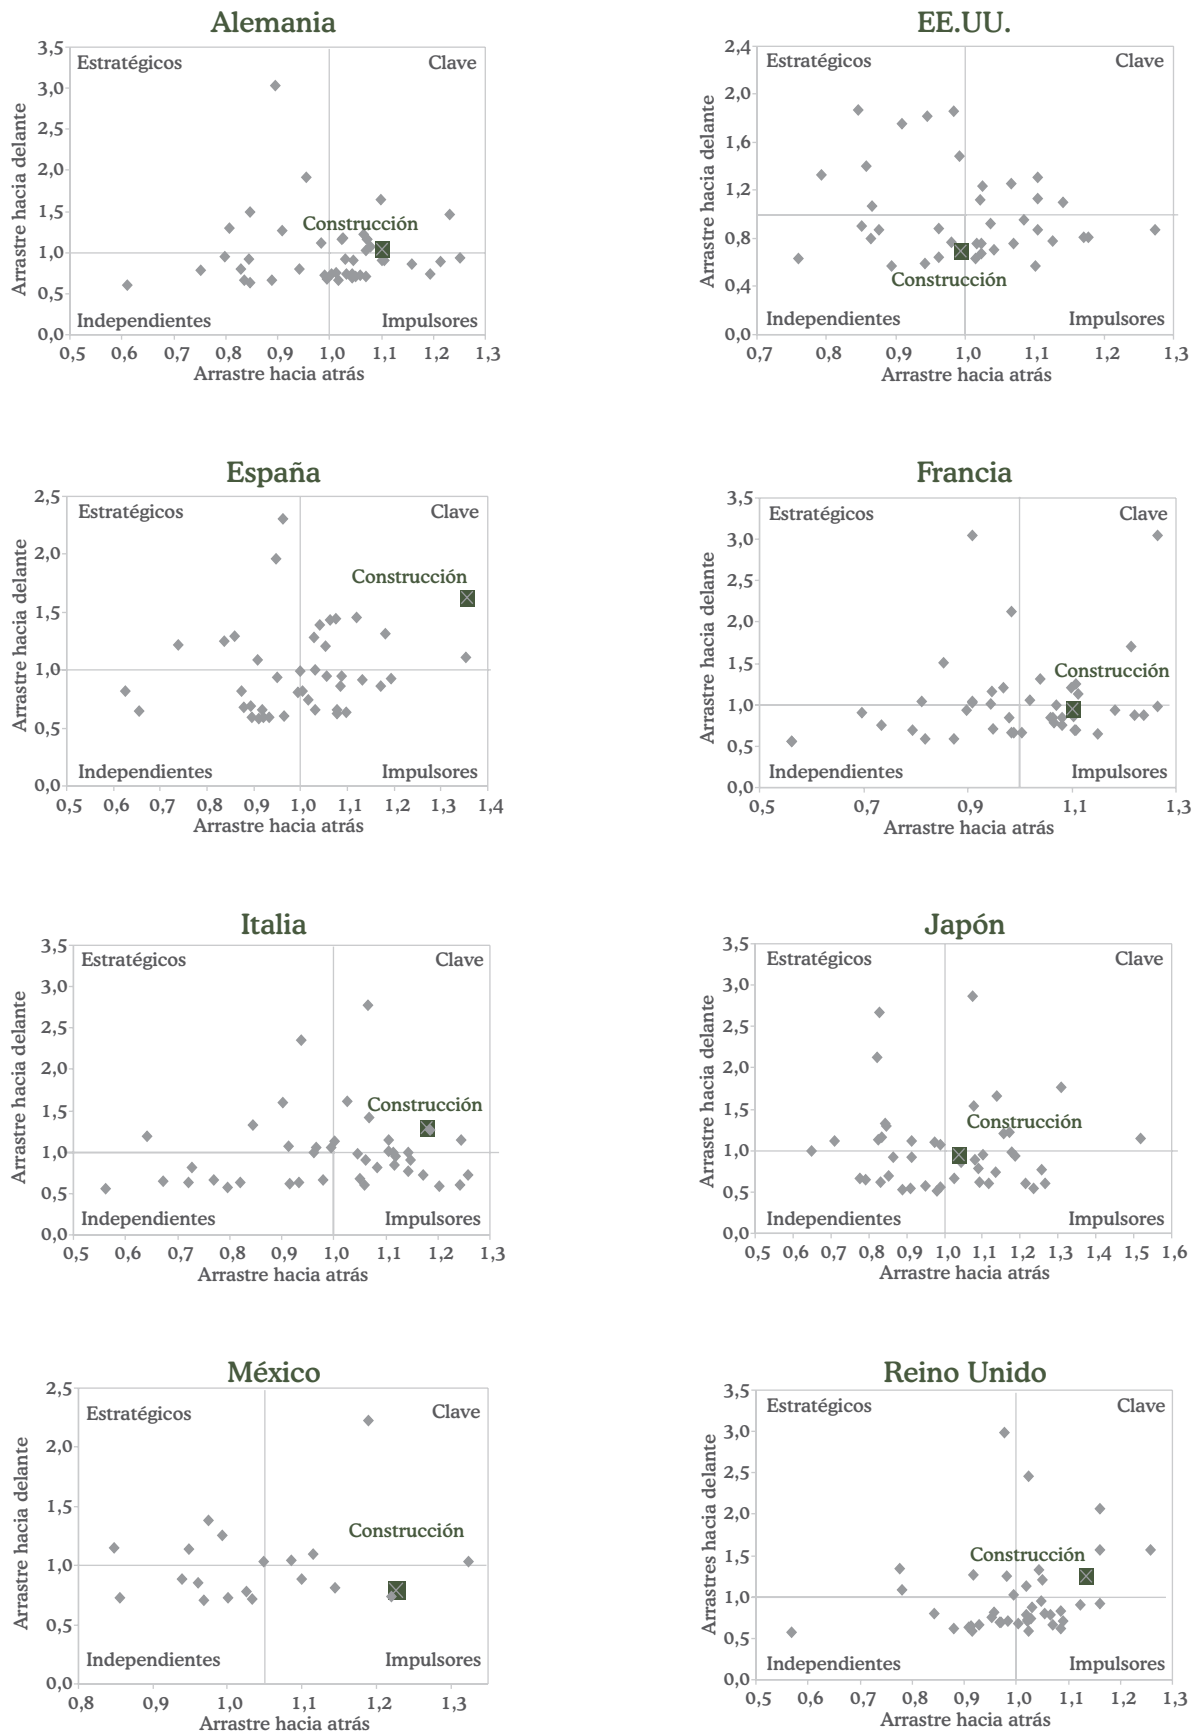 Alemania
3,5
3,0
2,5
2,0
1,5
1,0
0,5
0,0
Arrastre hacia delante
Estratégicos
Clave
Construcción
Independientes
Impulsores
0,5 0,6 0,7 0,8 0,9 1,0 1,1 1,2 1,3
Arrastre hacia atrás
EE.UU.
2,4
2,0
1,6
1,2
0,8
0,4
0,0
Arrastre hacia delante
Estratégicos
Clave
Construcción
Independientes
Impulsores
0,7 0,8 0,9 1,0 1,1 1,2 1,3
Arrastre hacia atrás
España
2,5
2,0
1,5
1,0
0,5
0,0
Arrastre hacia delante
Estratégicos
Clave
Construcción
Independientes
Impulsores
0,5 0,6 0,7 0,8 0,9 1,0 1,1 1,2 1,3 1,4
Arrastre hacia atrás
Francia
3,5
3,0
2,5
2,0
1,5
1,0
0,5
0,0
Arrastre hacia delante
Estratégicos
Clave
Construcción
Independientes
Impulsores
0,5 0,7 0,9 1,1 1,3
Arrastre hacia atrás
Italia
3,5
3,0
2,5
2,0
1,5
1,0
0,5
0,0
Arrastre hacia delante
Estratégicos
Clave
Construcción
Independientes
Impulsores
0,5 0,6 0,7 0,8 0,9 1,0 1,1 1,2 1,3
Arrastre hacia atrás
Japón
3,5
3,0
2,5
2,0
1,5
1,0
0,5
0,0
Arrastre hacia delante
Estratégicos
Clave
Construcción
Independientes
Impulsores
0,5 0,6 0,7 0,8 0,9 1,0 1,1 1,2 1,3 1,4 1,5 1,6
Arrastre hacia atrás
México
2,5
2,0
1,5
1,0
0,5
0,0
Arrastre hacia delante
Estratégicos
Clave
Construcción
Independientes
Impulsores
0,8 0,9 1,0 1,1 1,2 1,3
Arrastre hacia atrás
Reino Unido
3,5
3,0
2,5
2,0
1,5
1,0
0,5
0,0
Arrastres hacia delante
Estratégicos
Clave
Construcción
Independientes
Impulsores
0,5 0,6 0,7 0,8 0,9 1,0 1,1 1,2 1,3
Arrastre hacia atrás